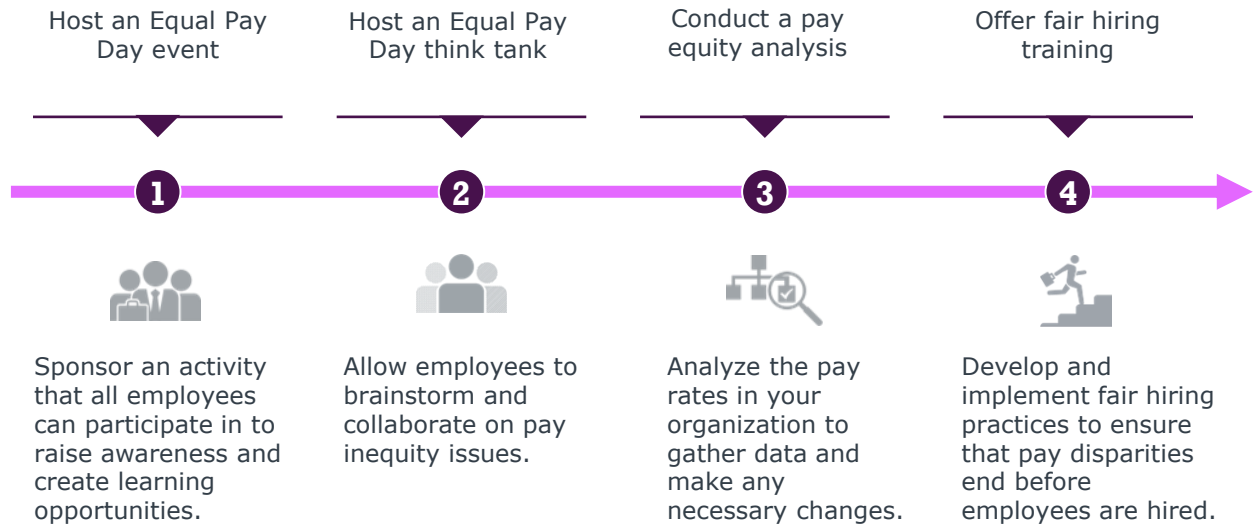 Host an Equal Pay
Day event
Host an Equal Pay
Day think tank
Conduct a pay
equity analysis
Offer fair hiring
training
1
2
3
4
Sponsor an activity
that all employees
can participate in to
raise awareness and
create learning
opportunities.
Allow employees to
brainstorm and
collaborate on pay
inequity issues.
Analyze the pay
rates in your
organization to
gather data and
make any
necessary changes.
Develop and
implement fair hiring
practices to ensure
that pay disparities
end before
employees are hired.